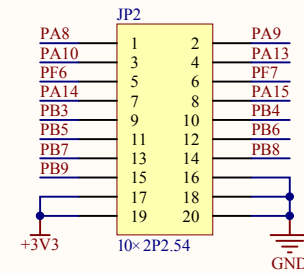 JP2
PA8 1 2 PA9
PA10 3 4 PA13
PF6 5 6 PF7
PA14 7 8 PA15
PB3 9 10 PB4
PB5 11 12 PB6
PB7 13 14 PB8
PB9 15 16
17 18
19 20
+3V3 10×2P2.54 GND